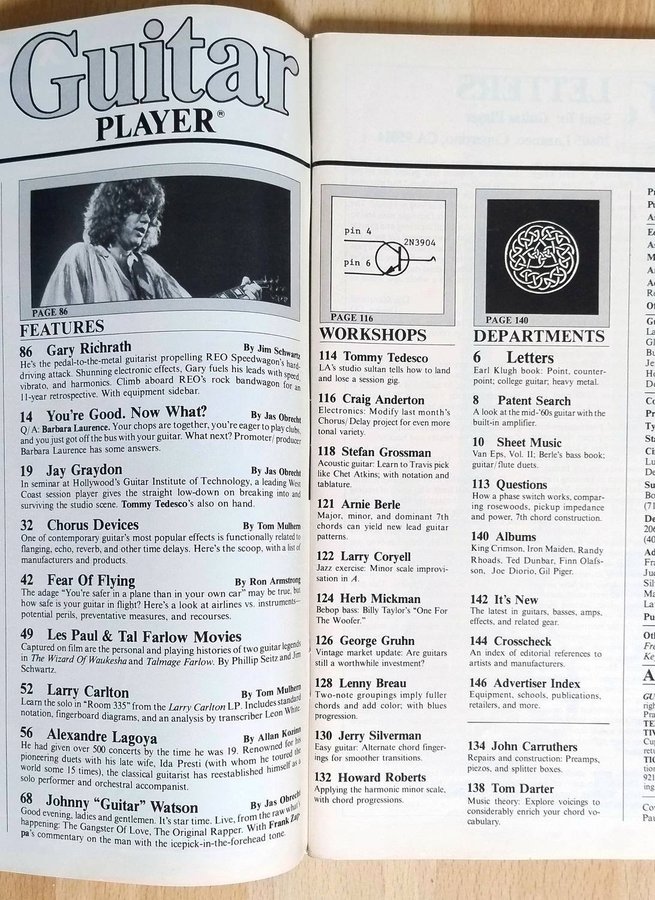 Guitar
PLAYER®
PAGE 86
FEATURES
86 Gary Richrath By Jim Schwartz
He's the pedal-to-the-metal guitarist propelling REO Speedwagon's hard-
driving attack. Shunning electronic effects, Gary fuels his leads with speed,
vibrato, and harmonics. Climb aboard REO's rock bandwagon for an
11-year retrospective. With equipment sidebar.
14 You're Good. Now What? By Jas Obrecht
Q/A: Barbara Laurence. Your chops are together, you're eager to play clubs,
and you just got off the bus with your guitar. What next? Promoter/producer
Barbara Laurence has some answers.
19 Jay Graydon By Jas Obrecht
In seminar at Hollywood's Guitar Institute of Technology, a leading West
Coast session player gives the straight low-down on breaking into and
surviving the studio scene. Tommy Tedesco's also on hand.
32 Chorus Devices By Tom Mulhern
One of contemporary guitar's most popular effects is functionally related to
flanging, echo, reverb, and other time delays. Here's the scoop, with a list of
manufacturers and products.
42 Fear Of Flying By Ron Armstrong
The adage "You're safer in a plane than in your own car" may be true, but
how safe is your guitar in flight? Here's a look at airlines vs. instruments—
potential perils, preventative measures, and recourses.
49 Les Paul & Tal Farlow Movies
Captured on film are the personal and playing histories of two guitar legends
in The Wizard Of Waukesha and Talmage Farlow. By Phillip Seitz and Jim
Schwartz.
52 Larry Carlton By Tom Mulhern
Learn the solo in "Room 335" from the Larry Carlton LP. Includes standard
notation, fingerboard diagrams, and an analysis by transcriber Leon White.
56 Alexandre Lagoya By Allan Kozinn
He had given over 500 concerts by the time he was 19. Renowned for his
pioneering duets with his late wife, Ida Presti (with whom he toured the
world some 15 times), the classical guitarist has reestablished himself as a
solo performer and orchestral accompanist.
68 Johnny "Guitar" Watson By Jas Obrecht
Good evening, ladies and gentlemen. It's star time. Live, from the raw what's
happening: The Gangster Of Love, The Original Rapper. With Frank Zap-
pa's commentary on the man with the icepick-in-the-forehead tone.
pin 4
2N3904
pin 6
PAGE 116
WORKSHOPS
114 Tommy Tedesco
LA's studio sultan tells how to land
and lose a session gig.
116 Craig Anderton
Electronics: Modify last month's
Chorus/Delay project for even more
tonal variety.
118 Stefan Grossman
Acoustic guitar: Learn to Travis pick
like Chet Atkins; with notation and
tablature.
121 Arnie Berle
Major, minor, and dominant 7th
chords can yield new lead guitar
patterns.
122 Larry Coryell
Jazz exercise: Minor scale improvi-
sation in A.
124 Herb Mickman
Bebop bass: Billy Taylor's "One For
The Woofer."
126 George Gruhn
Vintage market update: Are guitars
still a worthwhile investment?
128 Lenny Breau
Two-note groupings imply fuller
chords and add color; with blues
progression.
130 Jerry Silverman
Easy guitar: Alternate chord finger-
ings for smoother transitions.
132 Howard Roberts
Applying the harmonic minor scale,
with chord progressions.
PAGE 140
DEPARTMENTS
6 Letters
Earl Klugh book; Point, counter-
point; college guitar; heavy metal.
8 Patent Search
A look at the mid-'60s guitar with the
built-in amplifier.
10 Sheet Music
Van Eps, Vol. II; Berle's bass book;
guitar/flute duets.
113 Questions
How a phase switch works, compar-
ing rosewoods, pickup impedance
and power, 7th chord construction.
140 Albums
King Crimson, Iron Maiden, Randy
Rhoads, Ted Dunbar, Finn Olafs-
son, Joe Diorio, Gil Piger.
142 It's New
The latest in guitars, basses, amps,
effects, and related gear.
144 Crosscheck
An index of editorial references to
artists and manufacturers.
146 Advertiser Index
Equipment, schools, publications,
retailers, and more.
134 John Carruthers
Repairs and construction: Preamps,
piezos, and splitter boxes.
138 Tom Darter
Music theory: Explore voicings to
considerably enrich your chord vo-
cabulary.